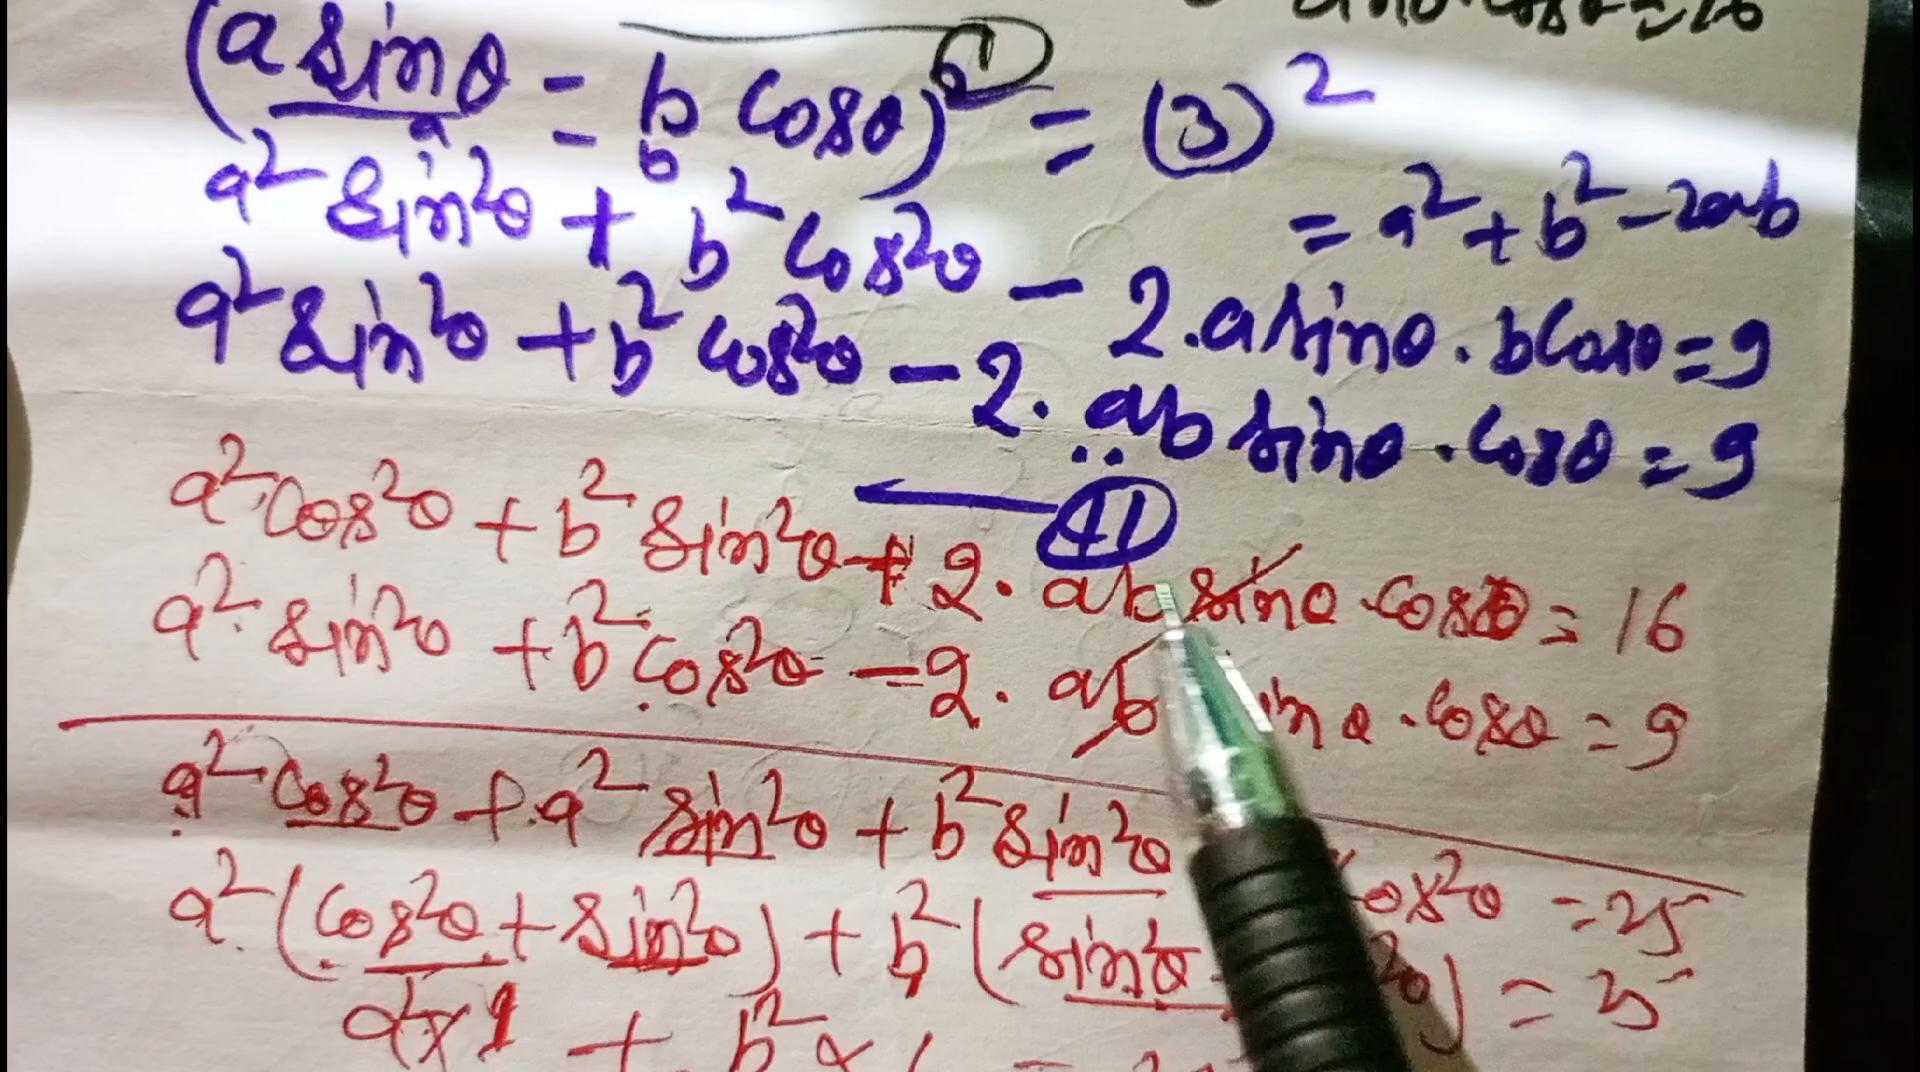 (a sinθ = b cosθ)² = (3)²
= a² + b² - 2ab
a² sin²θ + b² cos²θ - 2. a sinθ . b cosθ = 9
a² sin²θ + b² cos²θ - 2. ab sinθ . cosθ = 9
a² cos²θ + b² sin²θ + 2. ab sinθ . cosθ = 16
a² sin²θ + b² cos²θ - 2. ab sinθ . cosθ = 9
a² cos²θ + a² sin²θ + b² sin²θ cos²θ = 25
a² (cos²θ + sin²θ) + b² (sin²θ ) = 25
a² x 1 + b² x 1 =